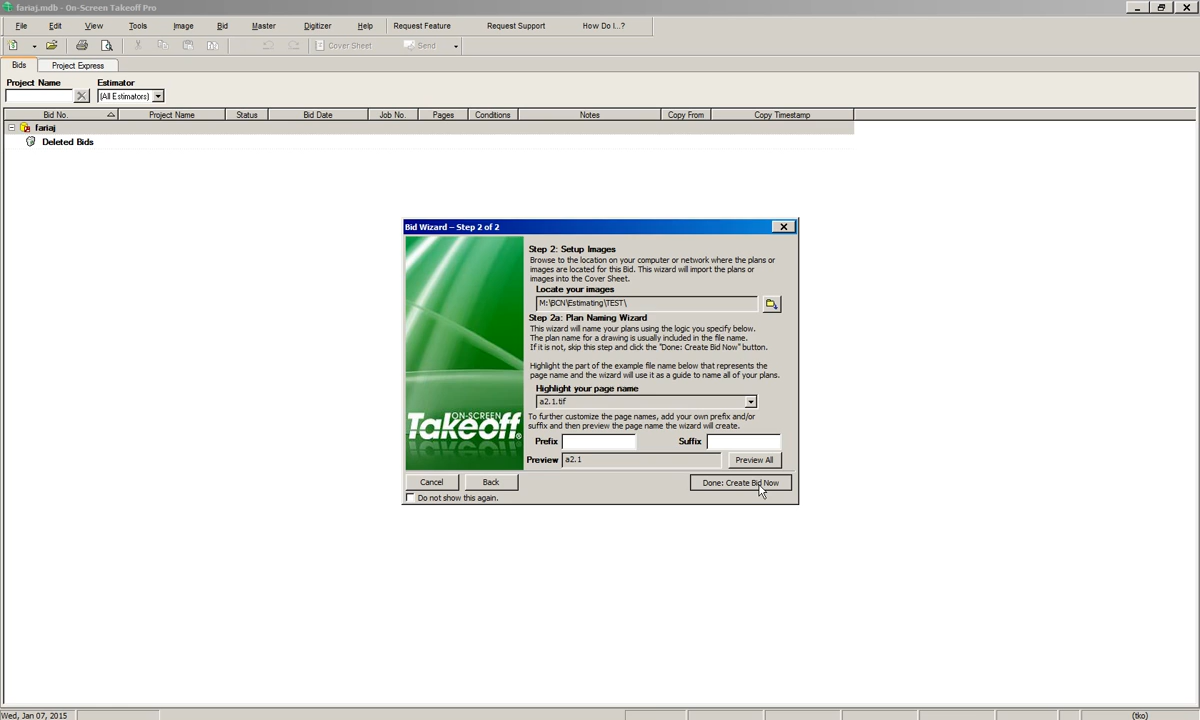 fariaj.mdb - On-Screen Takeoff Pro
File Edit View Tools Image Bid Master Digitizer Help Request Feature Request Support How Do I...?
Cover Sheet Send
Bids Project Express
Project Name Estimator
(All Estimators)
Bid No. Project Name Status Bid Date Job No. Pages Conditions Notes Copy From Copy Timestamp
fariaj
Deleted Bids
Bid Wizard – Step 2 of 2
Step 2: Setup Images
Browse to the location on your computer or network where the plans or
images are located for this Bid. This wizard will import the plans or
images into the Cover Sheet.
Locate your images
M:\BCN\Estimating\TEST\
Step 2a: Plan Naming Wizard
This wizard will name your plans using the logic you specify below.
The plan name for a drawing is usually included in the file name.
If it is not, skip this step and click the "Done: Create Bid Now" button.
Highlight the part of the example file name below that represents the
page name and the wizard will use it as a guide to name all of your plans.
Highlight your page name
a2.1.tif
To further customize the page names, add your own prefix and/or
suffix and then preview the page name the wizard will create.
Prefix Suffix
Preview a2.1 Preview All
ON-SCREEN
Takeoff®
Cancel Back Done: Create Bid Now
Do not show this again.
Wed, Jan 07, 2015 (tko)